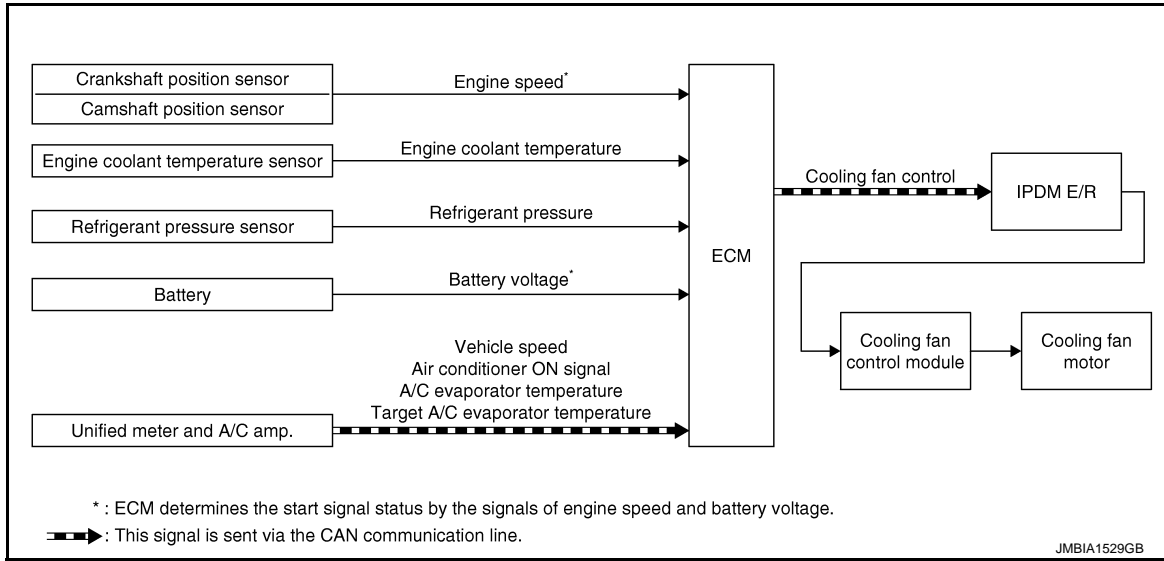 Crankshaft position sensor
Camshaft position sensor
Engine speed*
Engine coolant temperature sensor
Engine coolant temperature
Refrigerant pressure sensor
Refrigerant pressure
Battery
Battery voltage*
Vehicle speed
Air conditioner ON signal
A/C evaporator temperature
Target A/C evaporator temperature
Unified meter and A/C amp.
ECM
Cooling fan control
IPDM E/R
Cooling fan
control module
Cooling fan
motor
* : ECM determines the start signal status by the signals of engine speed and battery voltage.
: This signal is sent via the CAN communication line.
JMBIA1529GB